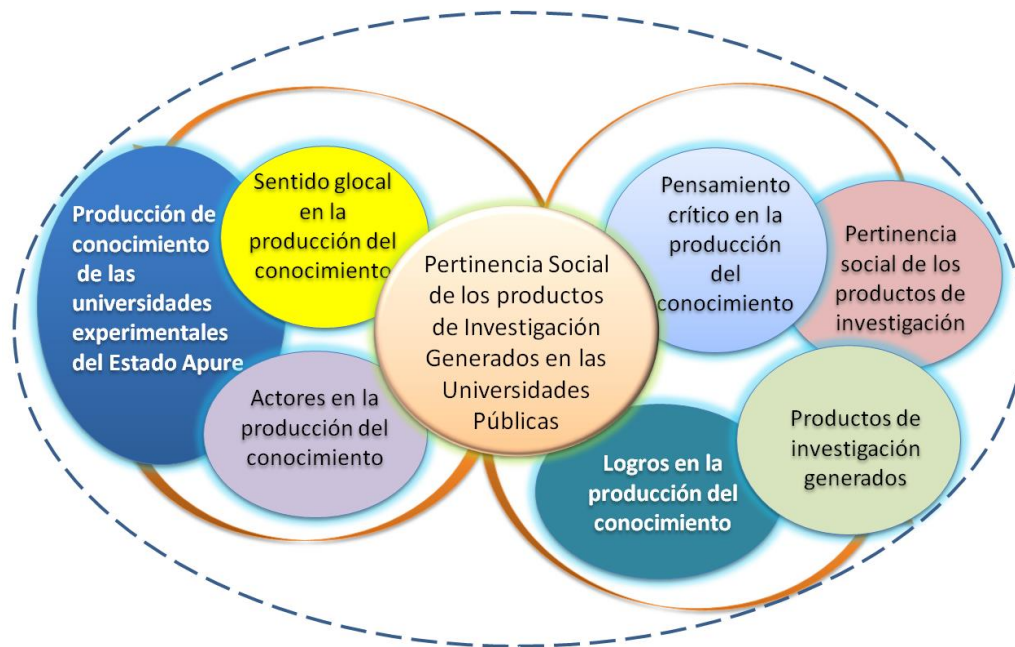 Producción de
conocimiento
de las
universidades
experimentales
del Estado Apure
Sentido glocal
en la
producción del
conocimiento
Actores en la
producción del
conocimiento
Pertinencia Social
de los productos
de Investigación
Generados en las
Universidades
Públicas
Pensamiento
crítico en la
producción
del
conocimiento
Pertinencia
social de los
productos de
investigación
Logros en la
producción del
conocimiento
Productos de
investigación
generados